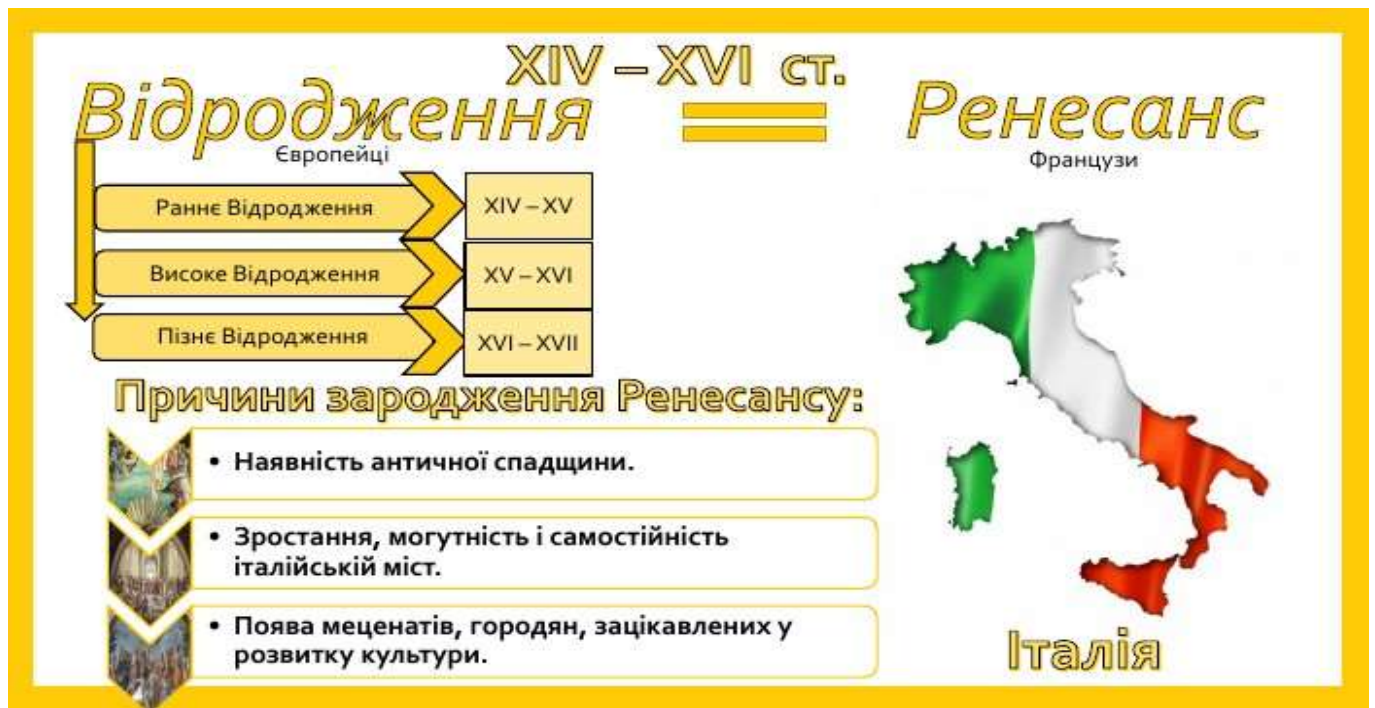 XIV – XVI ст.
Відродження
Ренесанс
Європейці
Французи
Раннє Відродження
XIV – XV
Високе Відродження
XV – XVI
Пізнє Відродження
XVI – XVII
Причини зародження Ренесансу:
• Наявність античної спадщини.
• Зростання, могутність і самостійність
італійській міст.
• Поява меценатів, городян, зацікавлених у
розвитку культури.
Італія